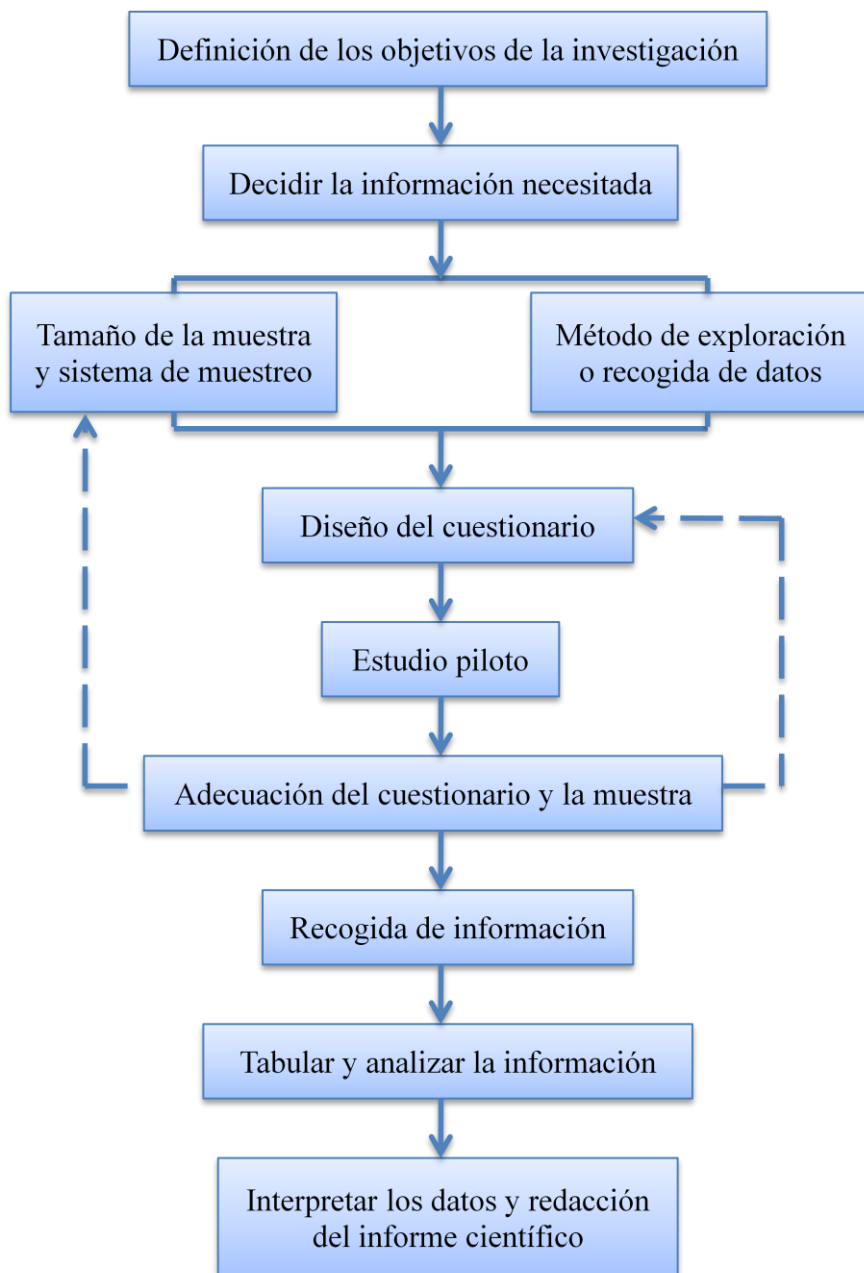 Definición de los objetivos de la investigación
Decidir la información necesitada
Tamaño de la muestra
y sistema de muestreo
Método de exploración
o recogida de datos
Diseño del cuestionario
Estudio piloto
Adecuación del cuestionario y la muestra
Recogida de información
Tabular y analizar la información
Interpretar los datos y redacción
del informe científico